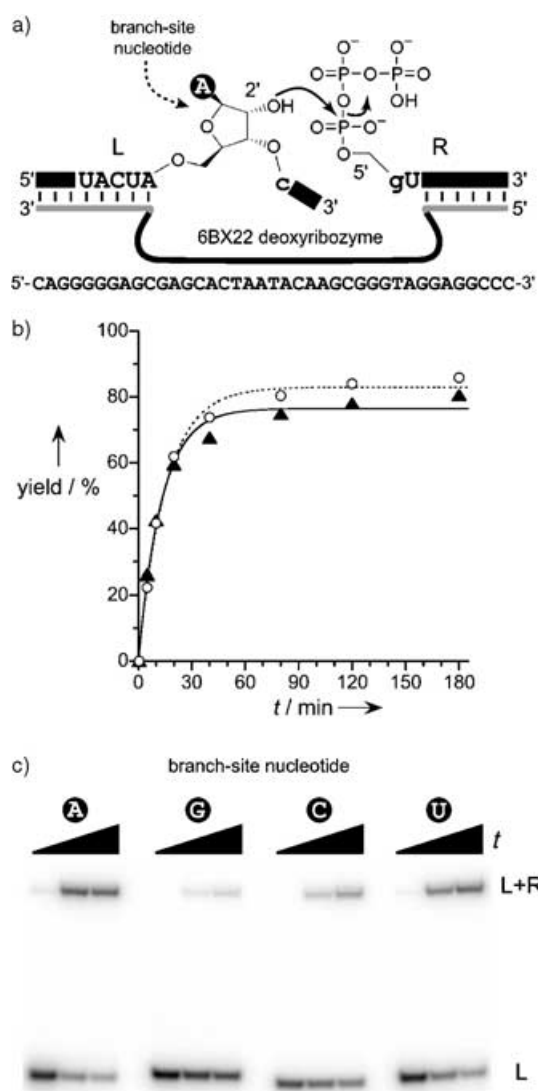 a)
branch-site
nucleotide
A
2'
OH
O⁻ O⁻
O=P—O—P=O
O OH
O=P—O⁻
O
O
O
5'
L
R
5' UACUA
O
O
c
3'
gU 3'
3'
5'
6BX22 deoxyribozyme
5'-CAGGGGGAGCGAGCACTAATACAAGCGGGTAGGAGGCCC-3'
b)
100
80
60
40
20
0
yield / %
0 30 60 90 120 150 180
t / min
c)
branch-site nucleotide
A G C U
t
L+R
L